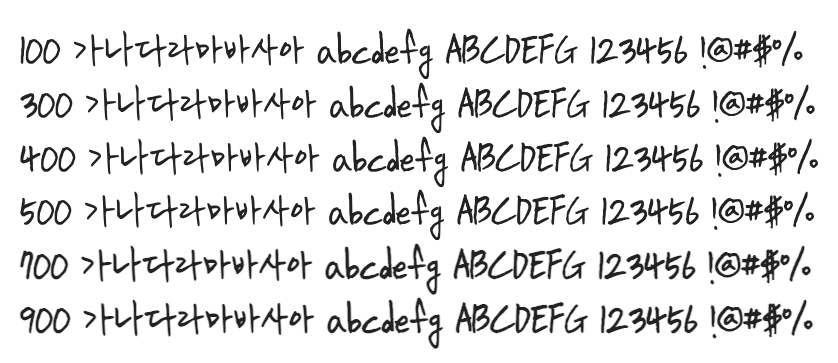 100 가나다라마바사아 abcdefg ABCDEFG 123456 !@#$%
300 가나다라마바사아 abcdefg ABCDEFG 123456 !@#$%
400 가나다라마바사아 abcdefg ABCDEFG 123456 !@#$%
500 가나다라마바사아 abcdefg ABCDEFG 123456 !@#$%
700 가나다라마바사아 abcdefg ABCDEFG 123456 !@#$%
900 가나다라마바사아 abcdefg ABCDEFG 123456 !@#$%